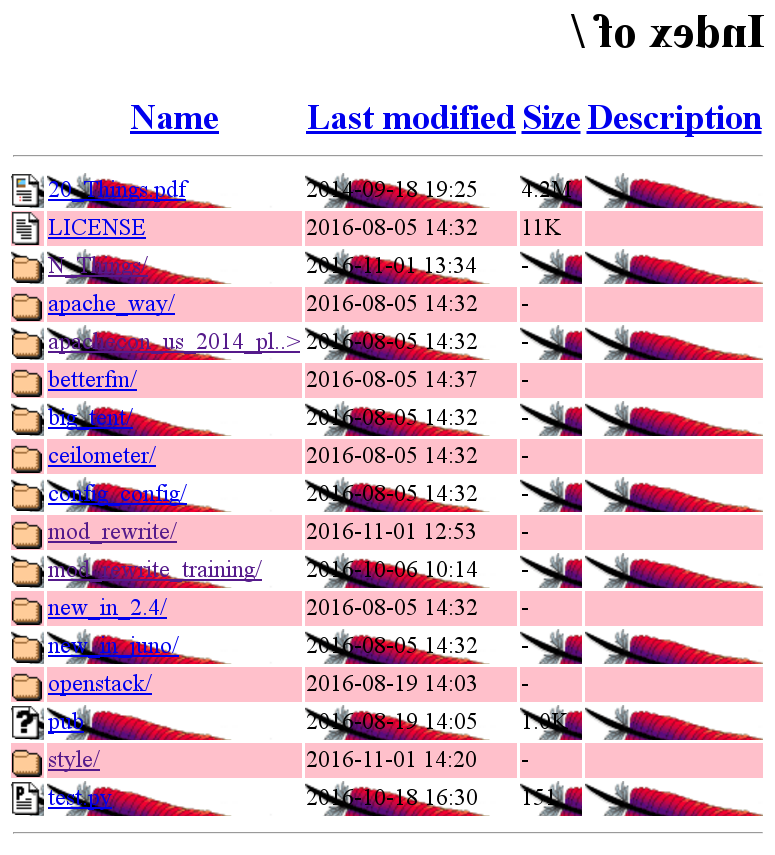 Index of /
Name Last modified Size Description
20_Things.pdf 2014-09-18 19:25 4.2M
LICENSE 2016-08-05 14:32 11K
N_Things/ 2016-11-01 13:34 -
apache_way/ 2016-08-05 14:32 -
apachecon_us_2014_pl..> 2016-08-05 14:32 -
betterfin/ 2016-08-05 14:37 -
big_tent/ 2016-08-05 14:32 -
ceilometer/ 2016-08-05 14:32 -
config_config/ 2016-08-05 14:32 -
mod_rewrite/ 2016-11-01 12:53 -
mod_rewrite_training/ 2016-10-06 10:14 -
new_in_2.4/ 2016-08-05 14:32 -
new_in_juno/ 2016-08-05 14:32 -
openstack/ 2016-08-19 14:03 -
pub 2016-08-19 14:05 1.0K
style/ 2016-11-01 14:20 -
test.py 2016-10-18 16:30 151